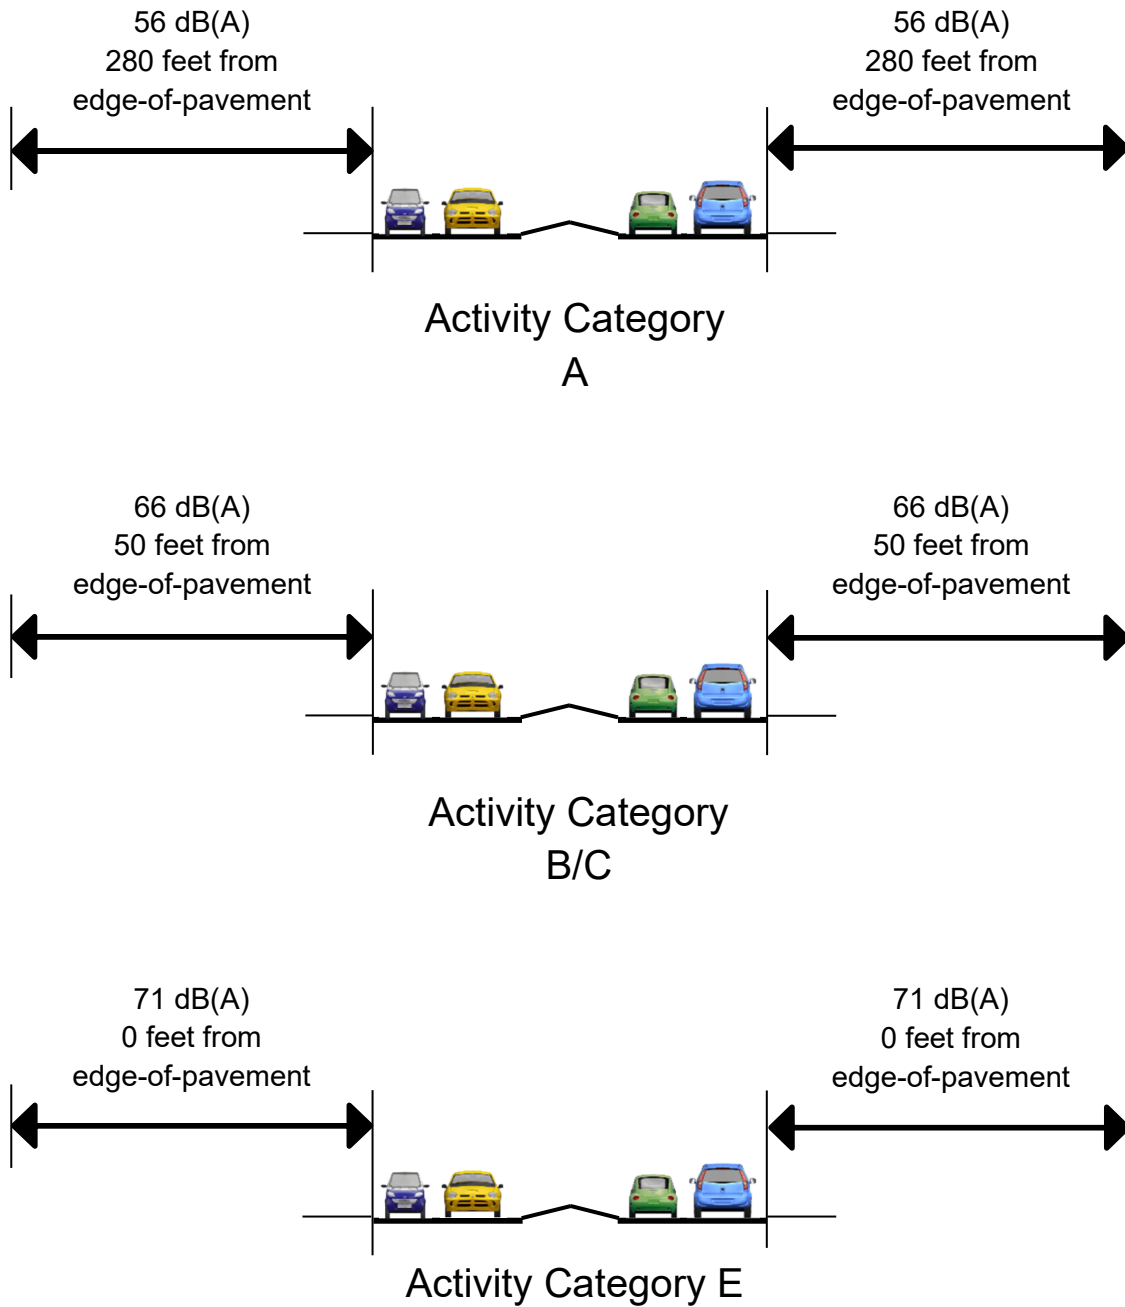 56 dB(A)
280 feet from
edge-of-pavement
56 dB(A)
280 feet from
edge-of-pavement
Activity Category
A
66 dB(A)
50 feet from
edge-of-pavement
66 dB(A)
50 feet from
edge-of-pavement
Activity Category
B/C
71 dB(A)
0 feet from
edge-of-pavement
71 dB(A)
0 feet from
edge-of-pavement
Activity Category E